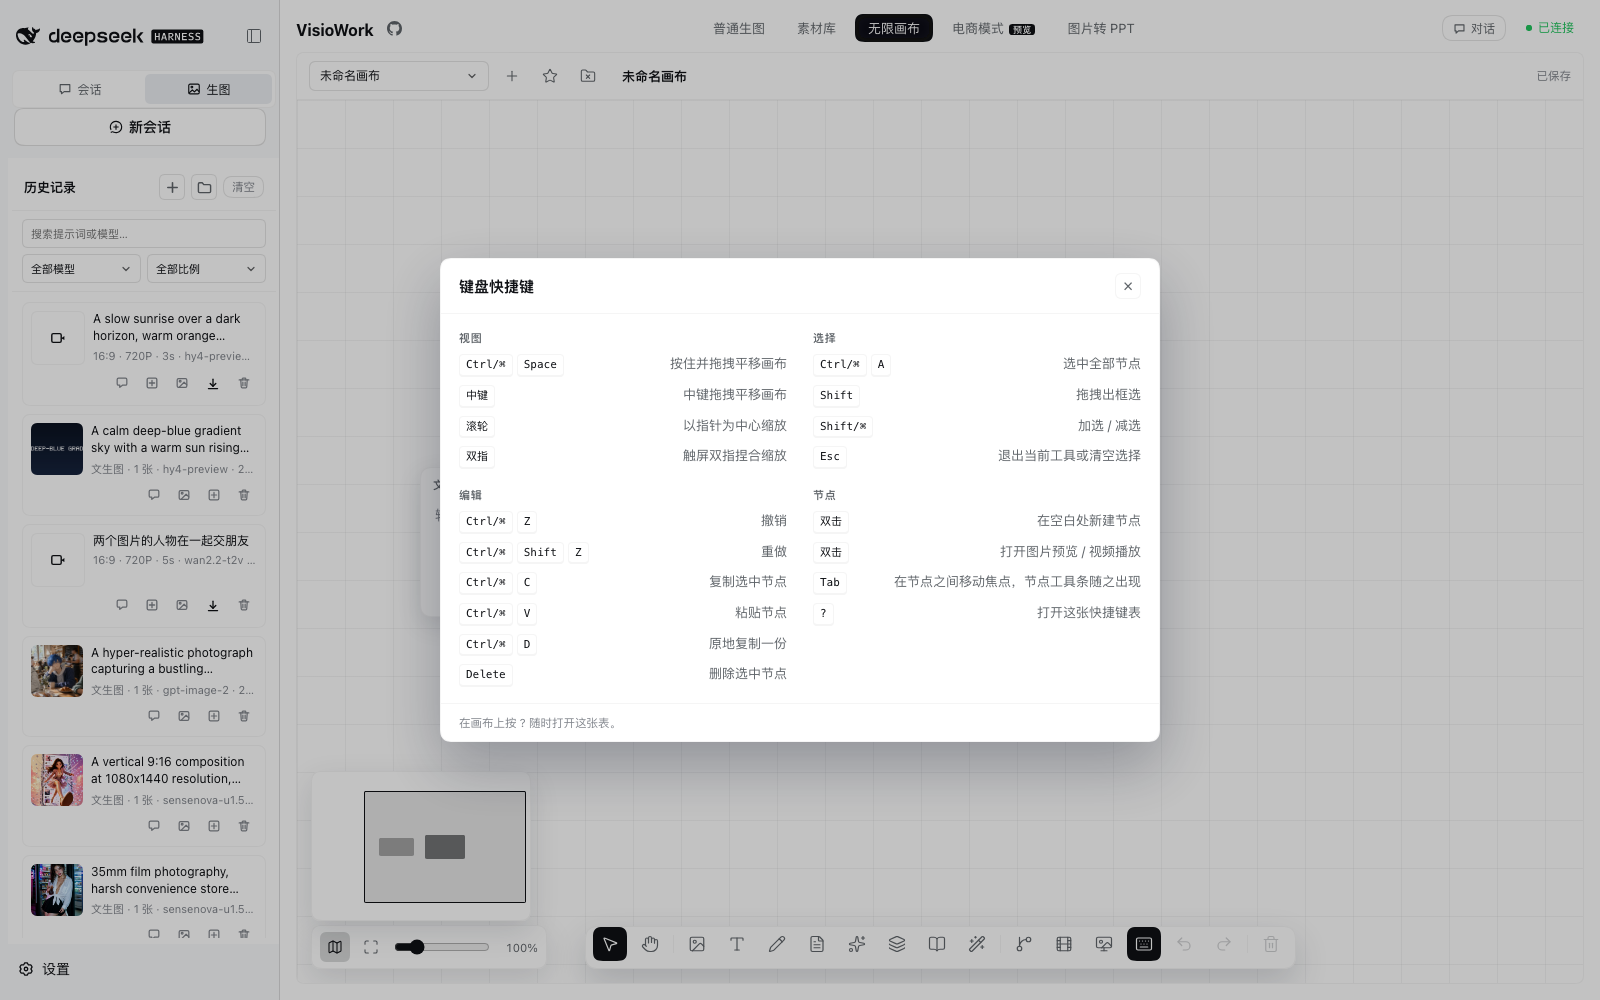 deepseek HARNESS
会话
生图
新会话
历史记录
清空
搜索提示词或模型...
全部模型
全部比例
A slow sunrise over a dark
horizon, warm orange...
16:9 · 720P · 3s · hy4-previe...
A calm deep-blue gradient
sky with a warm sun rising...
文生图 · 1 张 · hy4-preview · 2...
两个图片的人物在一起交朋友
16:9 · 720P · 5s · wan2.2-t2v ...
A hyper-realistic photograph
capturing a bustling...
文生图 · 1 张 · gpt-image-2 · 2...
A vertical 9:16 composition
at 1080x1440 resolution,...
文生图 · 1 张 · sensenova-u1.5...
35mm film photography,
harsh convenience store...
文生图 · 1 张 · sensenova-u1.5...
设置
VisioWork
普通生图
素材库
无限画布
电商模式 预览
图片转 PPT
对话
已连接
未命名画布
未命名画布
已保存
键盘快捷键
视图
Ctrl/⌘ Space 按住并拖拽平移画布
中键 中键拖拽平移画布
滚轮 以指针为中心缩放
双指 触屏双指捏合缩放
选择
Ctrl/⌘ A 选中全部节点
Shift 拖拽出框选
Shift/⌘ 加选 / 减选
Esc 退出当前工具或清空选择
编辑
Ctrl/⌘ Z 撤销
Ctrl/⌘ Shift Z 重做
Ctrl/⌘ C 复制选中节点
Ctrl/⌘ V 粘贴节点
Ctrl/⌘ D 原地复制一份
Delete 删除选中节点
节点
双击 在空白处新建节点
双击 打开图片预览 / 视频播放
Tab 在节点之间移动焦点，节点工具条随之出现
? 打开这张快捷键表
在画布上按 ? 随时打开这张表。
100%